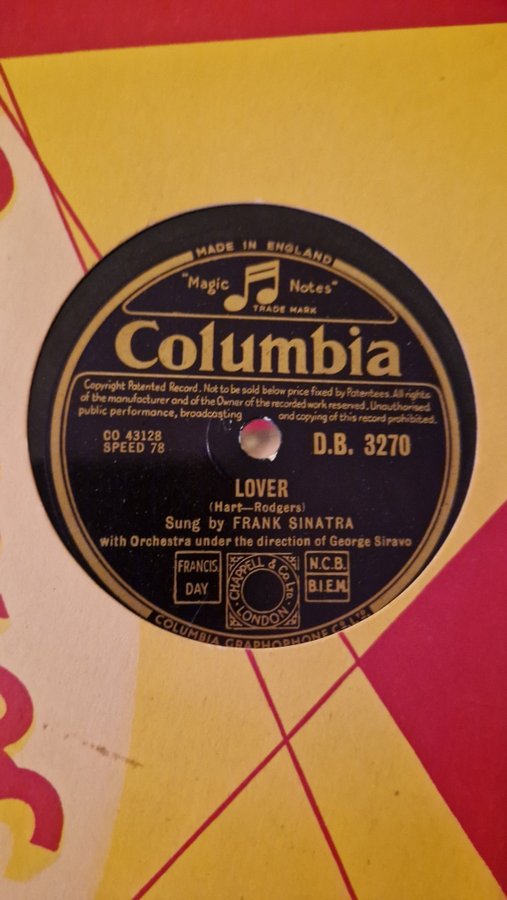 MADE IN ENGLAND
"Magic Notes"
TRADE MARK
Columbia
Copyright Patented Record. Not to be sold below price fixed by Patentees. All rights
of the manufacturer and of the Owner of the recorded work reserved. Unauthorised
public performance, broadcasting and copying of this record prohibited.
CO 43128
SPEED 78
D.B. 3270
LOVER
(Hart—Rodgers)
Sung by FRANK SINATRA
with Orchestra under the direction of George Siravo
FRANCIS
DAY
CHAPPELL & CO LTD.
LONDON
N.C.B.
B.I.E.M.
COLUMBIA GRAPHOPHONE CO. LTD.